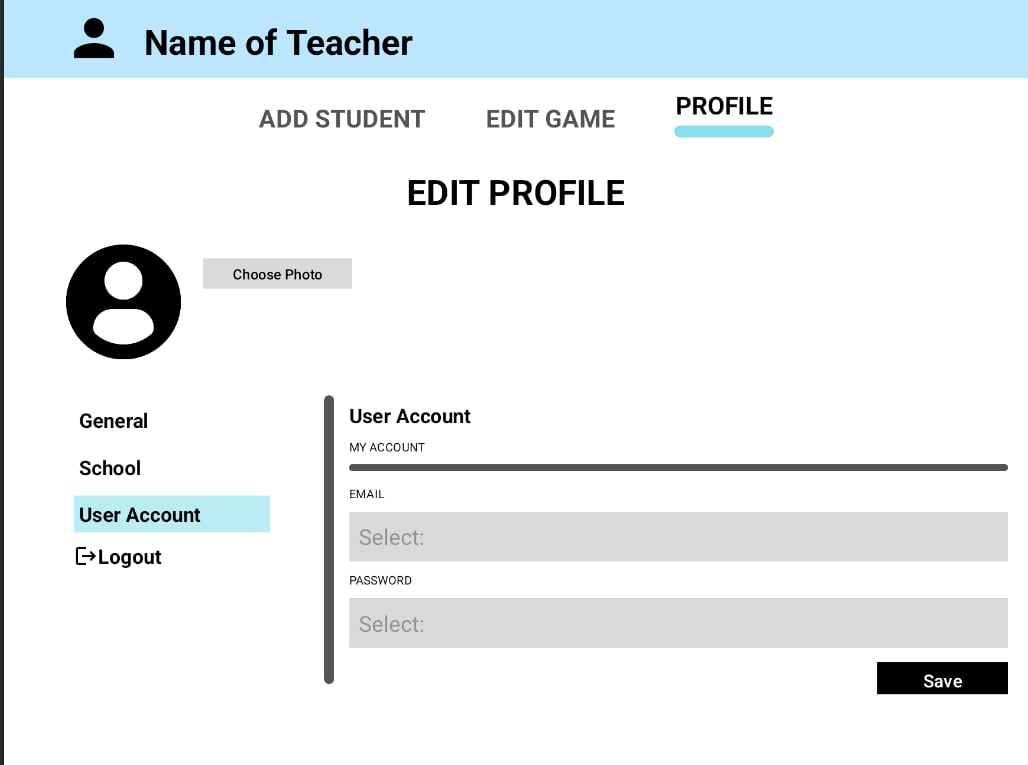 Name of Teacher
ADD STUDENT EDIT GAME PROFILE
EDIT PROFILE
Choose Photo
General
School
User Account
Logout
User Account
MY ACCOUNT
EMAIL
Select:
PASSWORD
Select:
Save